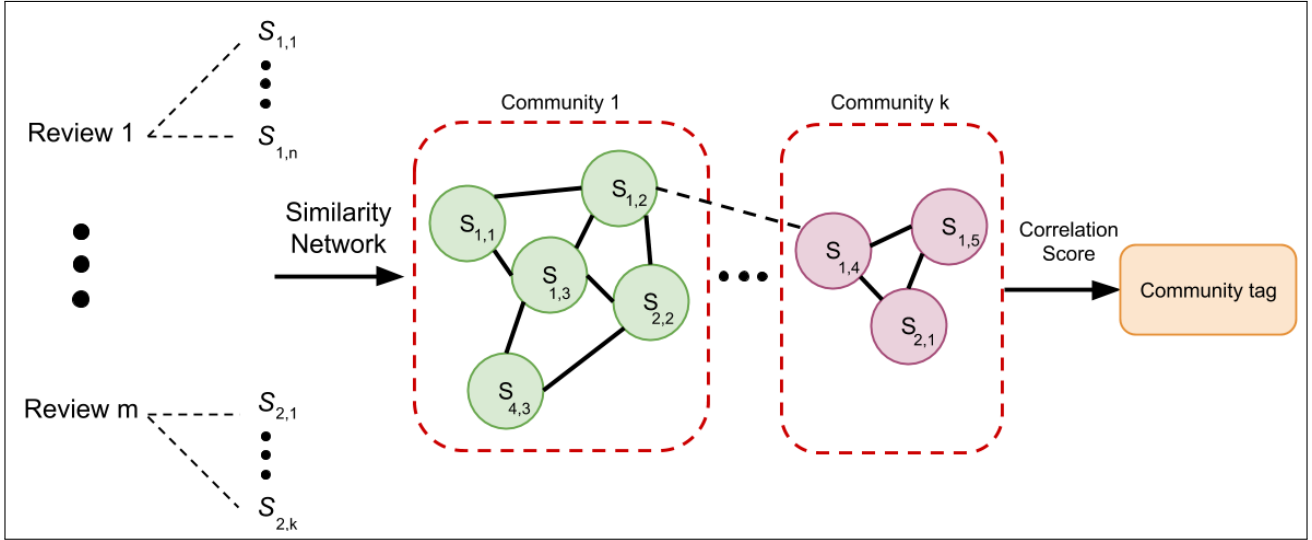 S1,1
Review 1
S1,n
Review m
S2,1
S2,k
Similarity
Network
Community 1
S1,1
S1,2
S1,3
S2,2
S4,3
Community k
S1,4
S1,5
S2,1
Correlation
Score
Community tag